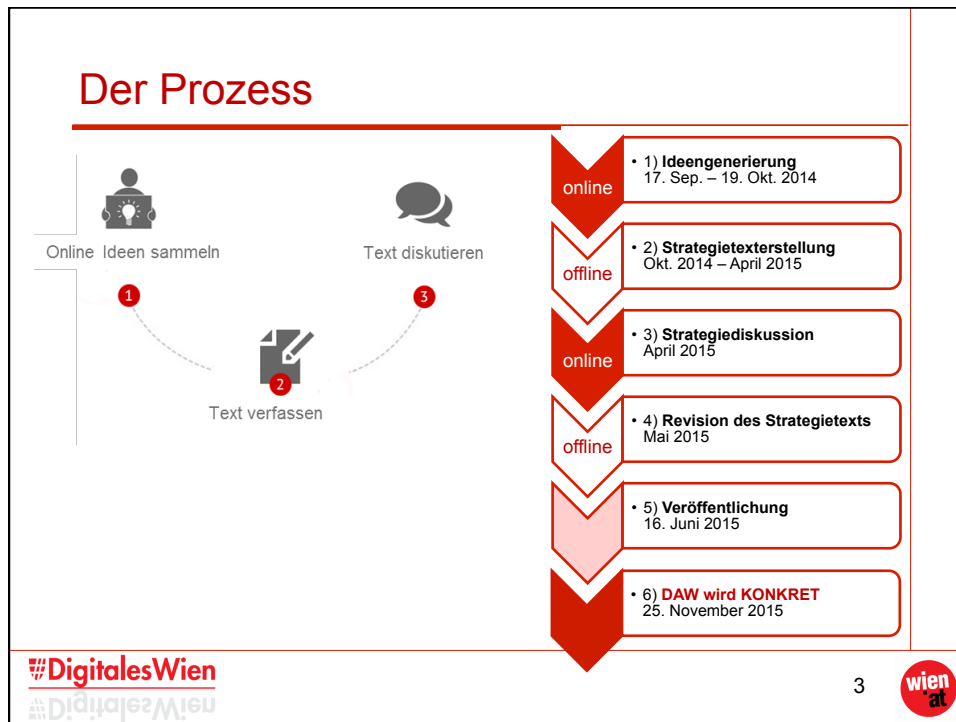 Der Prozess
Online Ideen sammeln
Text diskutieren
1
3
2
Text verfassen
online
• 1) Ideengenerierung
17. Sep. – 19. Okt. 2014
offline
• 2) Strategietexterstellung
Okt. 2014 – April 2015
online
• 3) Strategiediskussion
April 2015
offline
• 4) Revision des Strategietexts
Mai 2015
• 5) Veröffentlichung
16. Juni 2015
• 6) DAW wird KONKRET
25. November 2015
#DigitalesWien
3
wien
at